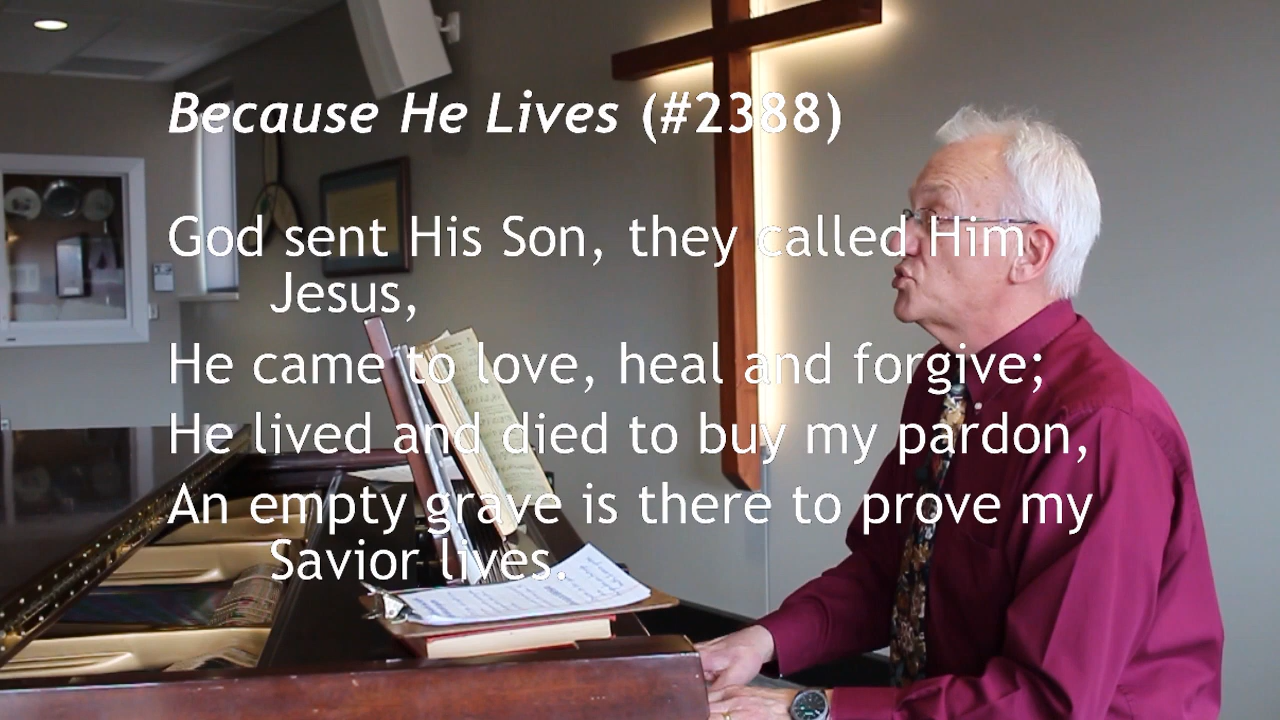 Because He Lives (#2388)
God sent His Son, they called Him
Jesus,
He came to love, heal and forgive;
He lived and died to buy my pardon,
An empty grave is there to prove my
Savior lives.